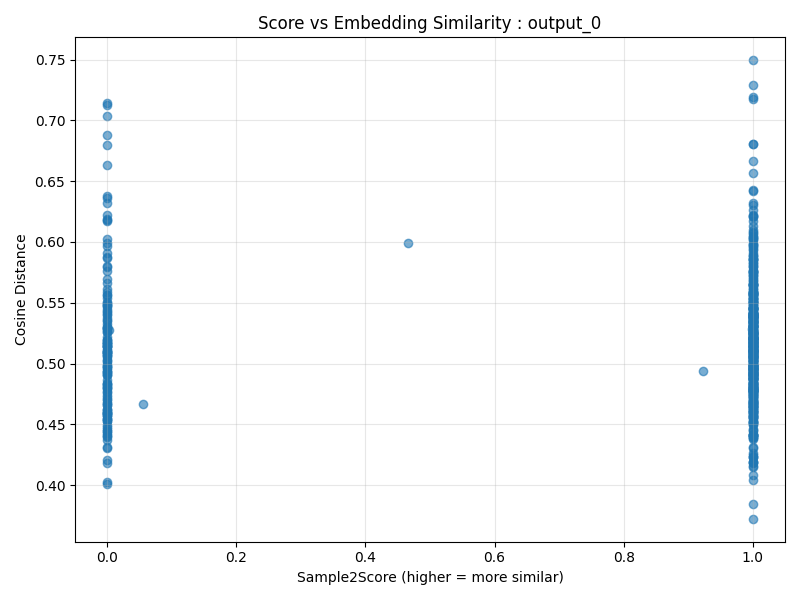 Score vs Embedding Similarity : output_0
0.75
0.70
0.65
0.60
0.55
0.50
0.45
0.40
Cosine Distance
0.0 0.2 0.4 0.6 0.8 1.0
Sample2Score (higher = more similar)